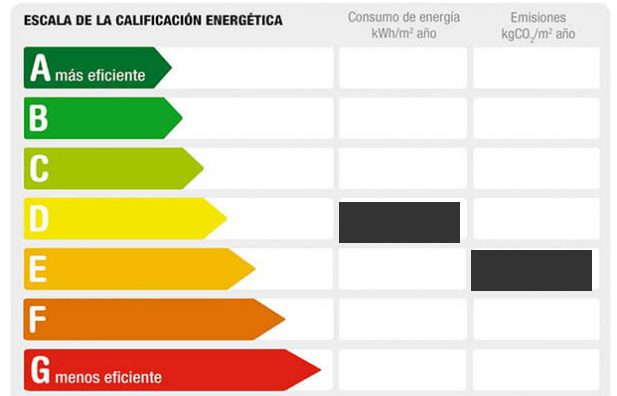 ESCALA DE LA CALIFICACIÓN ENERGÉTICA
Consumo de energía
kWh/m² año
Emisiones
kgCO₂/m² año
A más eficiente
B
C
D
E
F
G menos eficiente